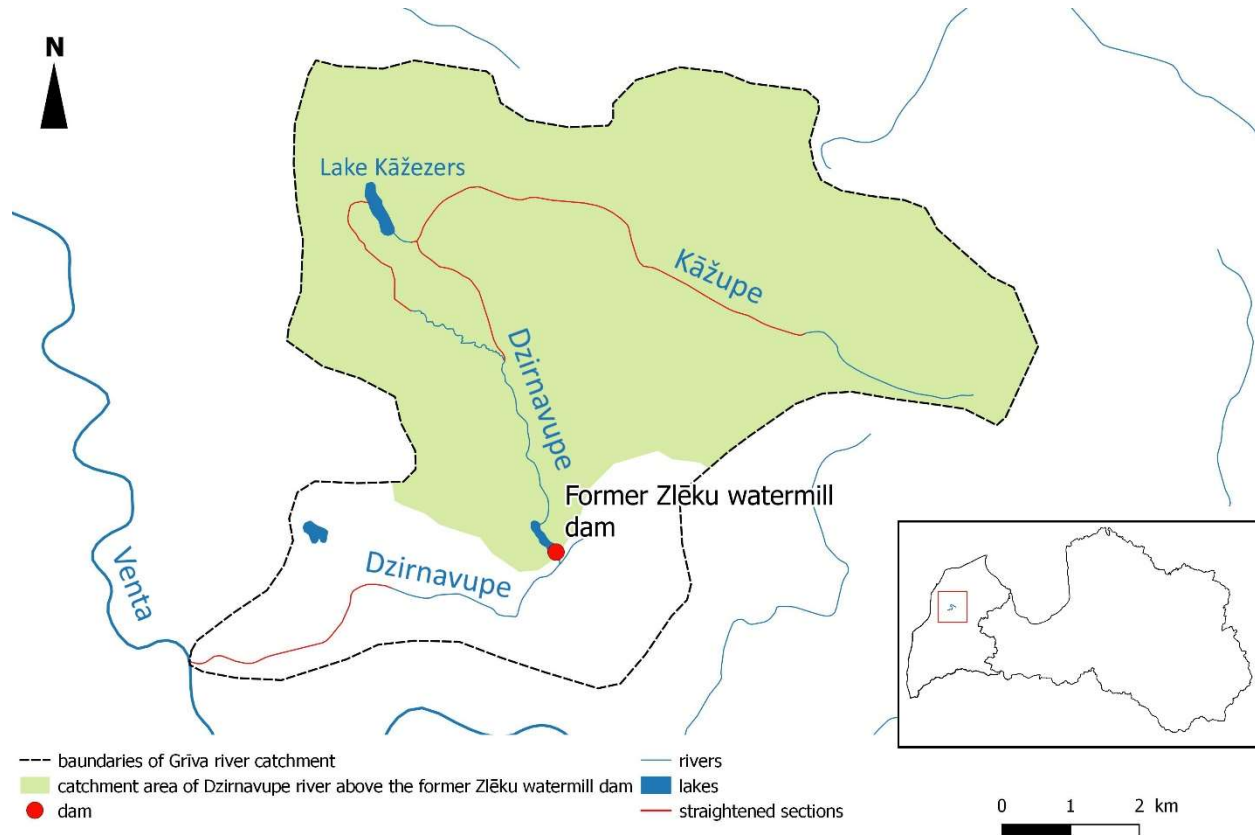 N
Lake Kāžezers
Kāžupe
Dzirnavupe
Former Zlēku watermill
dam
Dzirnavupe
Venta
baundaries of Grīva river catchment
catchment area of Dzirnavupe river above the former Zlēku watermill dam
dam
rivers
lakes
straightened sections
0 1 2 km